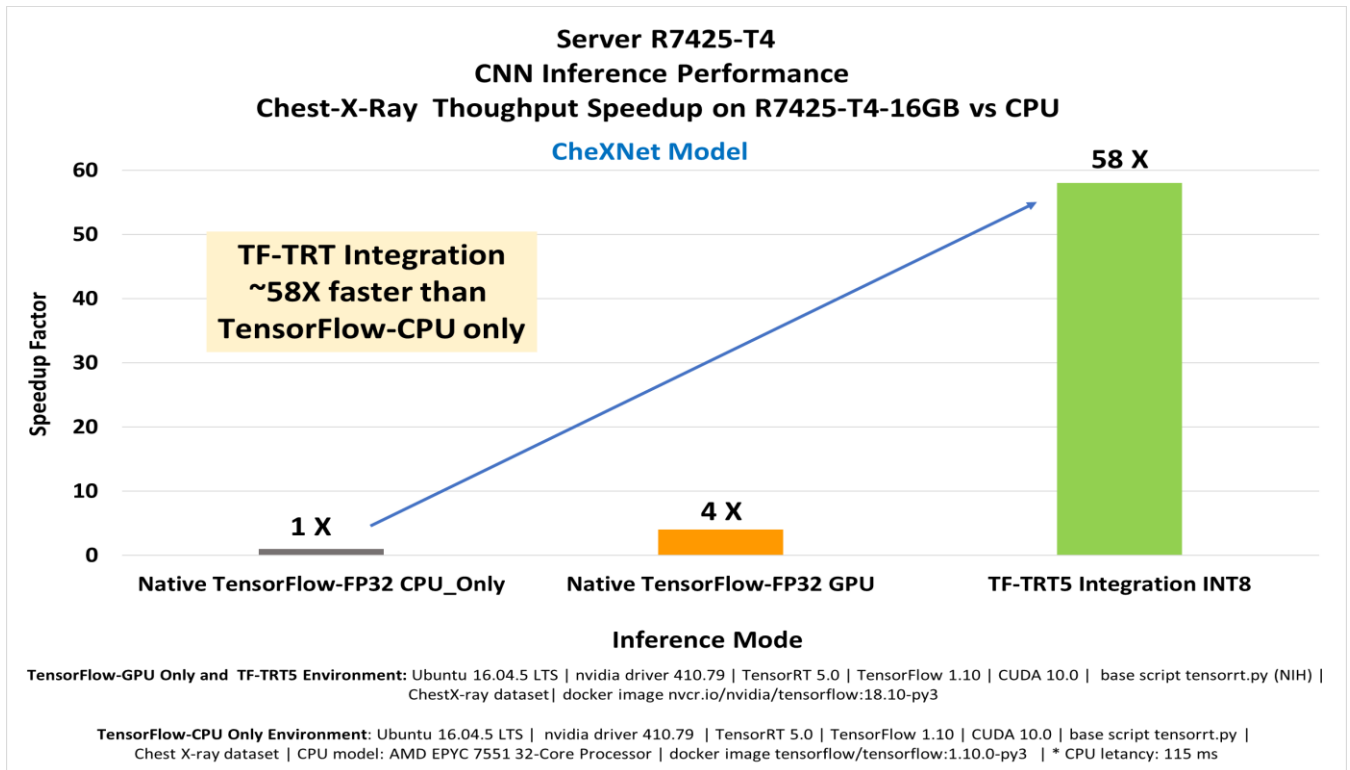 Server R7425-T4
CNN Inference Performance
Chest-X-Ray Thoughput Speedup on R7425-T4-16GB vs CPU
CheXNet Model
60
50
40
30
20
10
0
Speedup Factor
TF-TRT Integration
~58X faster than
TensorFlow-CPU only
1 X
4 X
58 X
Native TensorFlow-FP32 CPU_Only
Native TensorFlow-FP32 GPU
TF-TRT5 Integration INT8
Inference Mode
TensorFlow-GPU Only and TF-TRT5 Environment: Ubuntu 16.04.5 LTS | nvidia driver 410.79 | TensorRT 5.0 | TensorFlow 1.10 | CUDA 10.0 | base script tensorrt.py (NIH) |
ChestX-ray dataset| docker image nvcr.io/nvidia/tensorflow:18.10-py3
TensorFlow-CPU Only Environment: Ubuntu 16.04.5 LTS | nvidia driver 410.79 | TensorRT 5.0 | TensorFlow 1.10 | CUDA 10.0 | base script tensorrt.py |
Chest X-ray dataset | CPU model: AMD EPYC 7551 32-Core Processor | docker image tensorflow/tensorflow:1.10.0-py3 | * CPU letancy: 115 ms